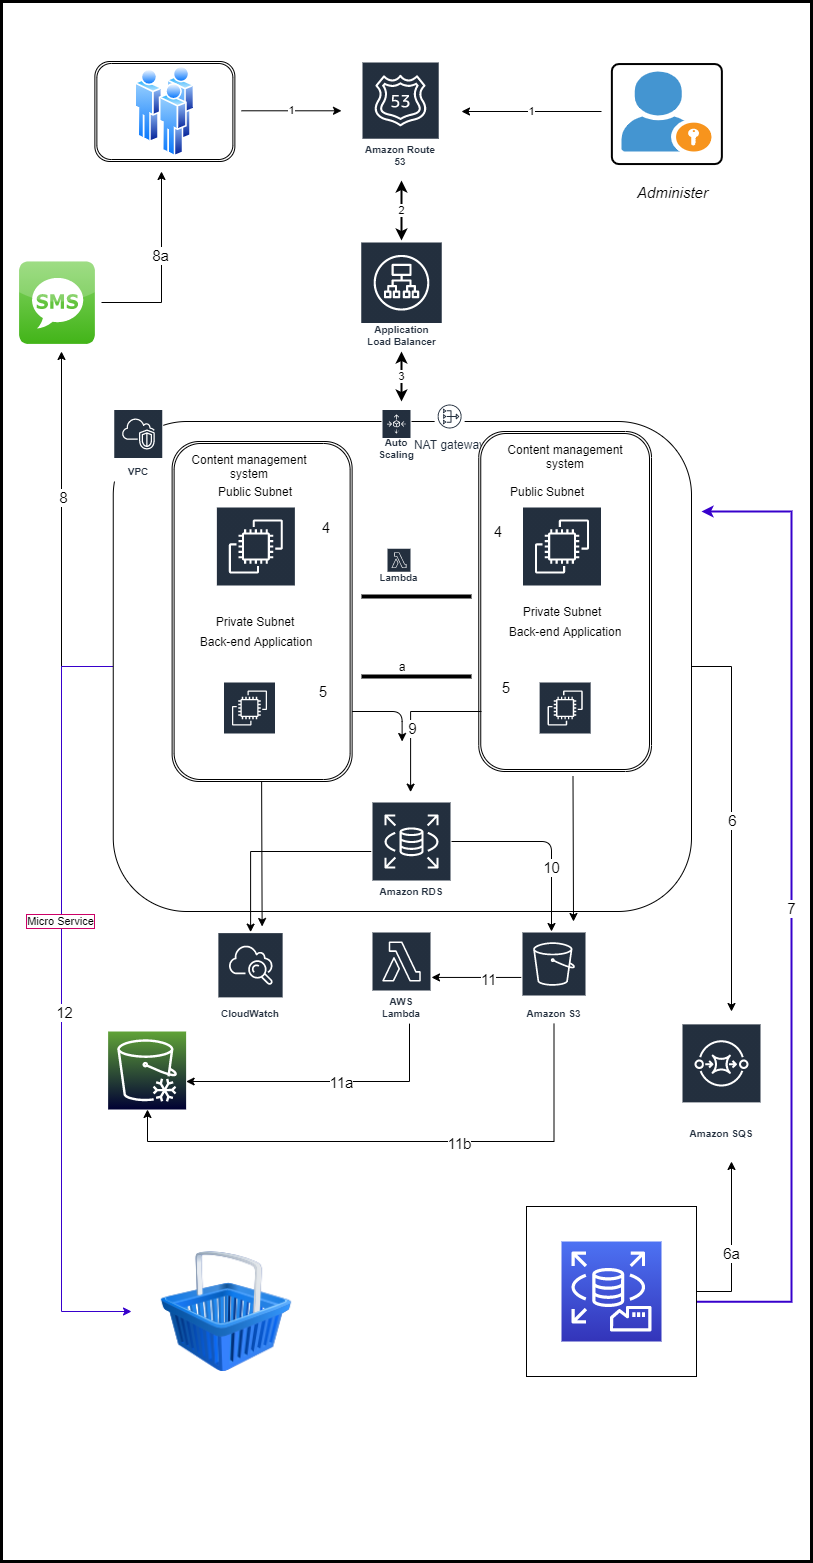 1
53
1
Amazon Route
53
Administer
2
8a
SMS
Application
Load Balancer
3
Auto
Scaling
NAT gateway
VPC
Content management
system
Public Subnet
4
Content management
system
Public Subnet
4
8
Lambda
Private Subnet
Back-end Application
5
Private Subnet
Back-end Application
5
a
9
6
Amazon RDS
10
7
Micro Service
CloudWatch
AWS
Lambda
11
Amazon S3
12
11a
11b
Amazon SQS
6a